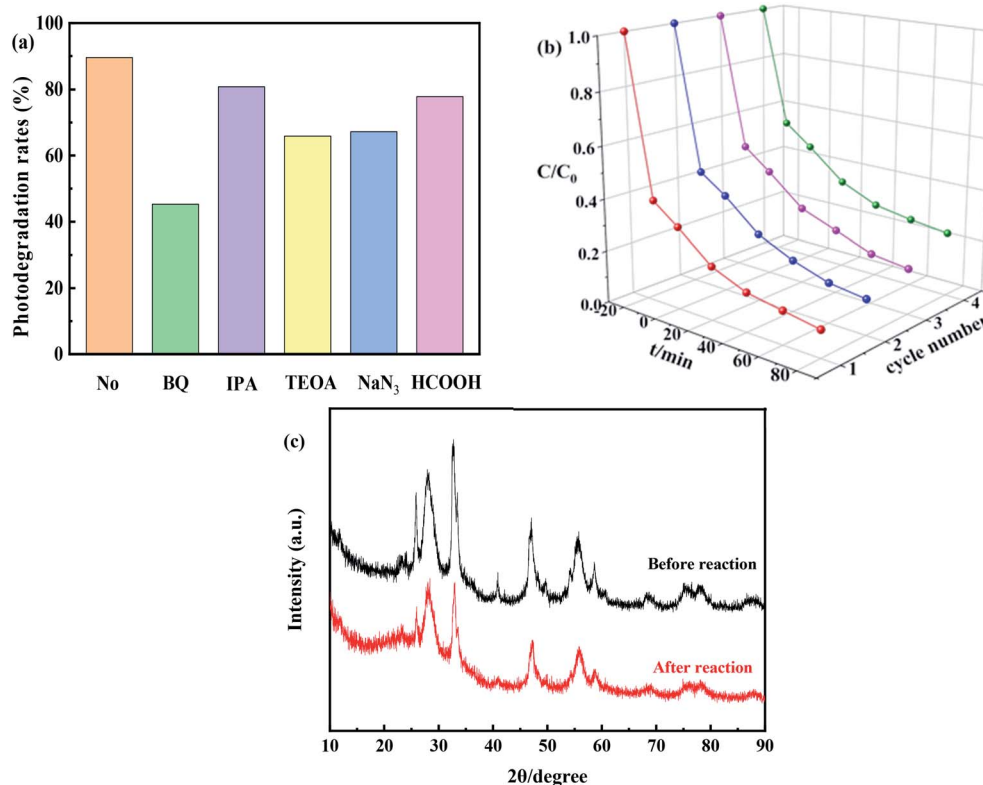 (a)
Photodegradation rates (%)
100
80
60
40
20
0
No BQ IPA TEOA NaN₃ HCOOH
(b)
C/C₀
1.0
0.8
0.6
0.4
0.2
0.0
-20 0 20 40 60 80
t/min
1 2 3 4
cycle number
(c)
Intensity (a.u.)
Before reaction
After reaction
10 20 30 40 50 60 70 80 90
2θ/degree